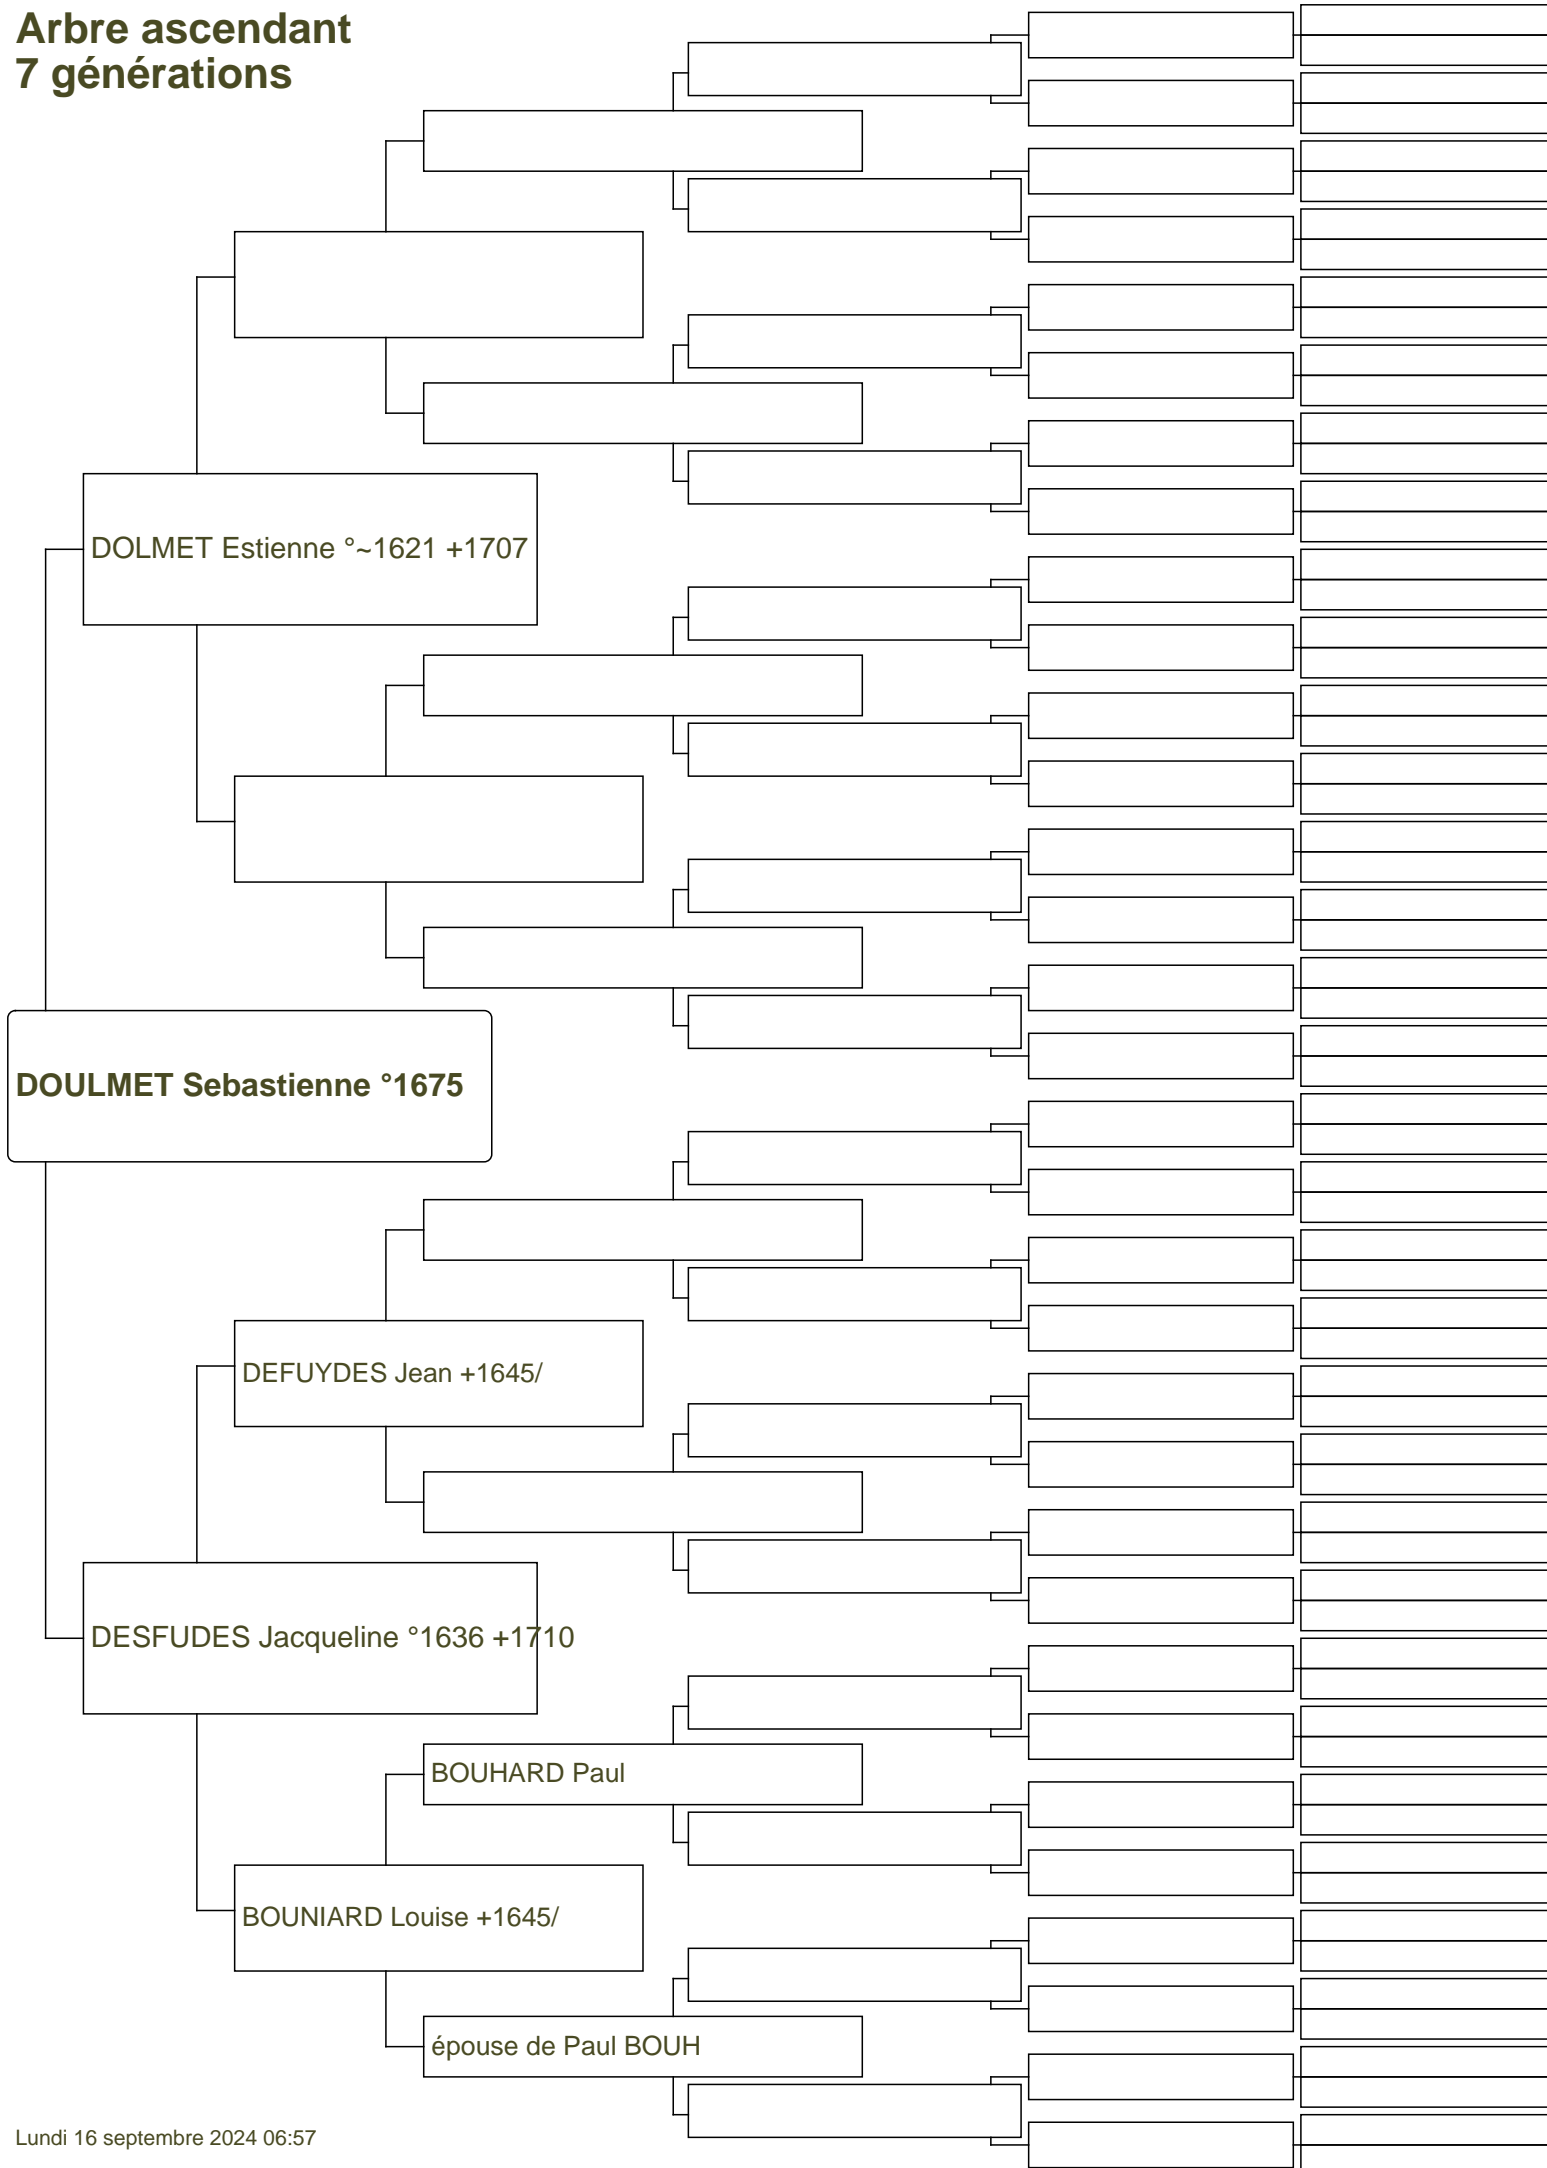 Arbre ascendant
7 générations
DOLMET Estienne °~1621 +1707
DOULMET Sebastienne °1675
DEFUYDES Jean +1645/
DESFUDES Jacqueline °1636 +1710
BOUHARD Paul
BOUNIARD Louise +1645/
épouse de Paul BOUH
Lundi 16 septembre 2024 06:57